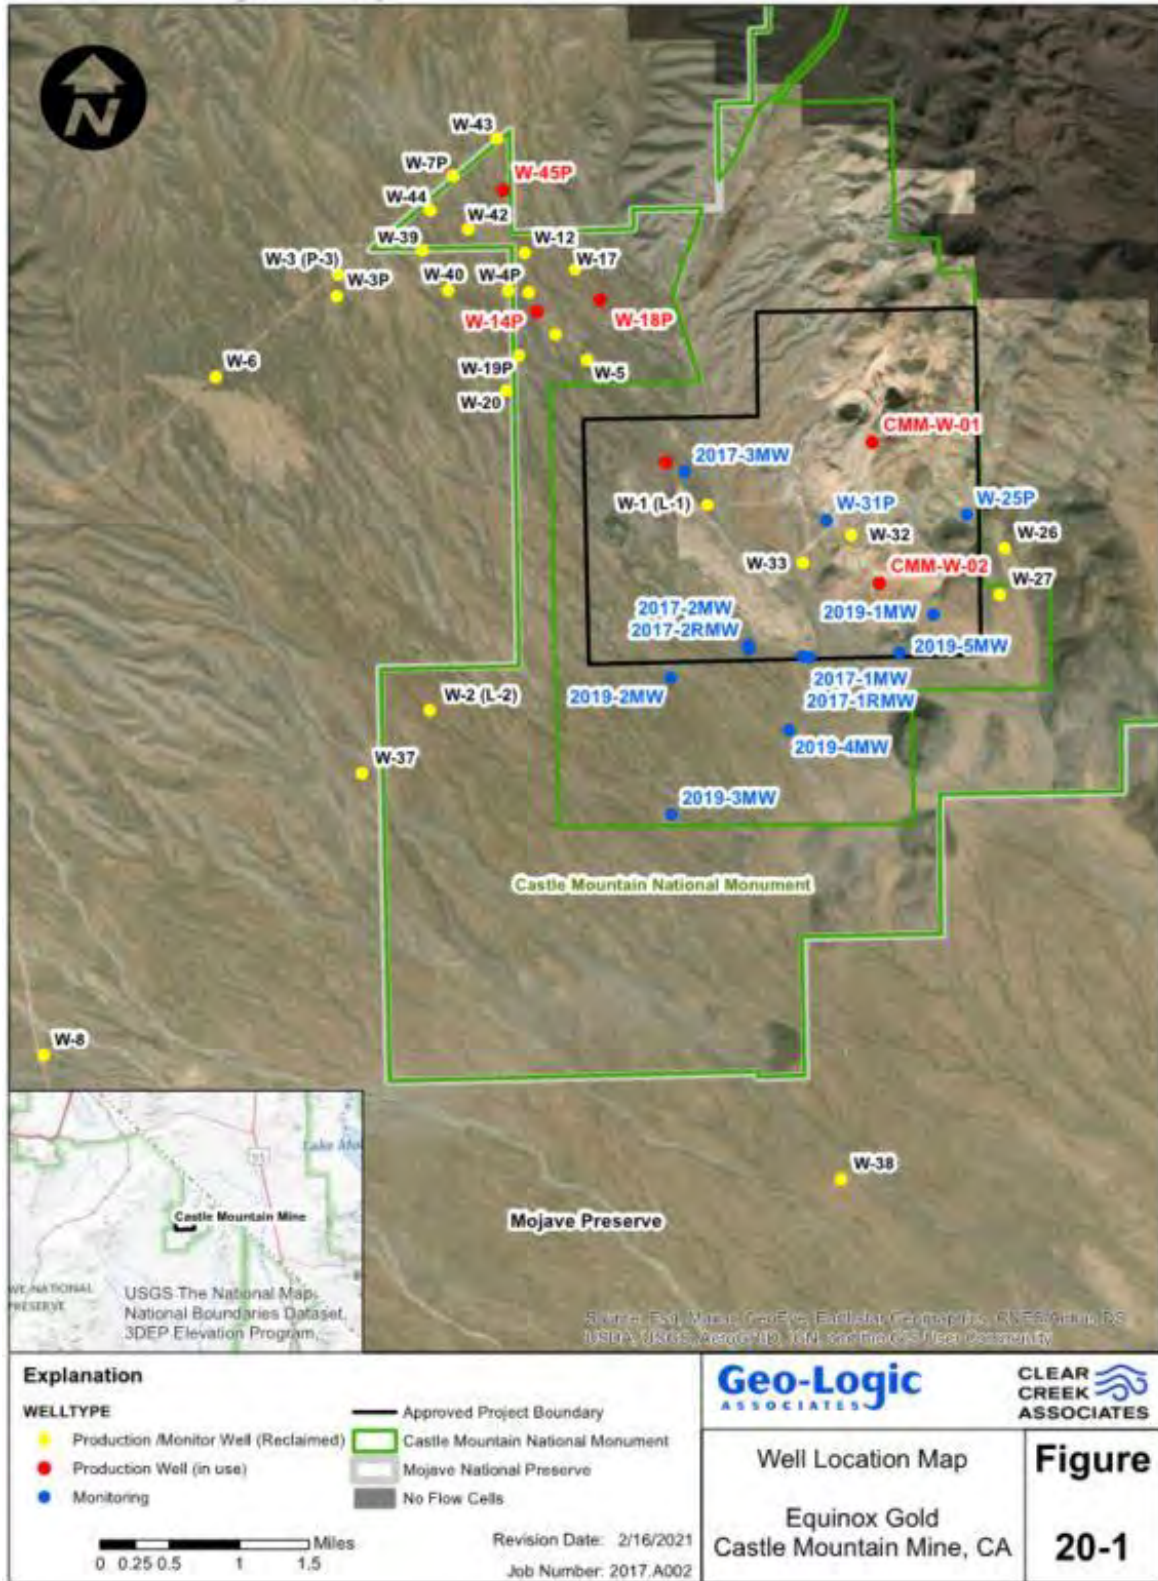 N
W-43
W-7P
W-45P
W-44
W-42
W-39
W-12
W-3 (P-3)
W-17
W-3P
W-40
W-4P
W-14P
W-18P
W-6
W-19P
W-5
W-20
CMM-W-01
2017-3MW
W-1 (L-1)
W-31P
W-25P
W-32
W-26
W-33
CMM-W-02
W-27
2017-2MW
2019-1MW
2017-2RMW
2019-5MW
2019-2MW
2017-1MW
2017-1RMW
W-2 (L-2)
2019-4MW
W-37
2019-3MW
Castle Mountain National Monument
W-8
W-38
Mojave Preserve
Castle Mountain Mine
USGS The National Map:
National Boundaries Dataset,
3DEP Elevation Program,
Explanation
WELLTYPE
Production /Monitor Well (Reclaimed)
Production Well (in use)
Monitoring
Approved Project Boundary
Castle Mountain National Monument
Mojave National Preserve
No Flow Cells
Miles
0 0.25 0.5 1 1.5
Revision Date: 2/16/2021
Job Number: 2017.A002
Geo-Logic
ASSOCIATES
CLEAR
CREEK
ASSOCIATES
Well Location Map
Equinox Gold
Castle Mountain Mine, CA
Figure
20-1